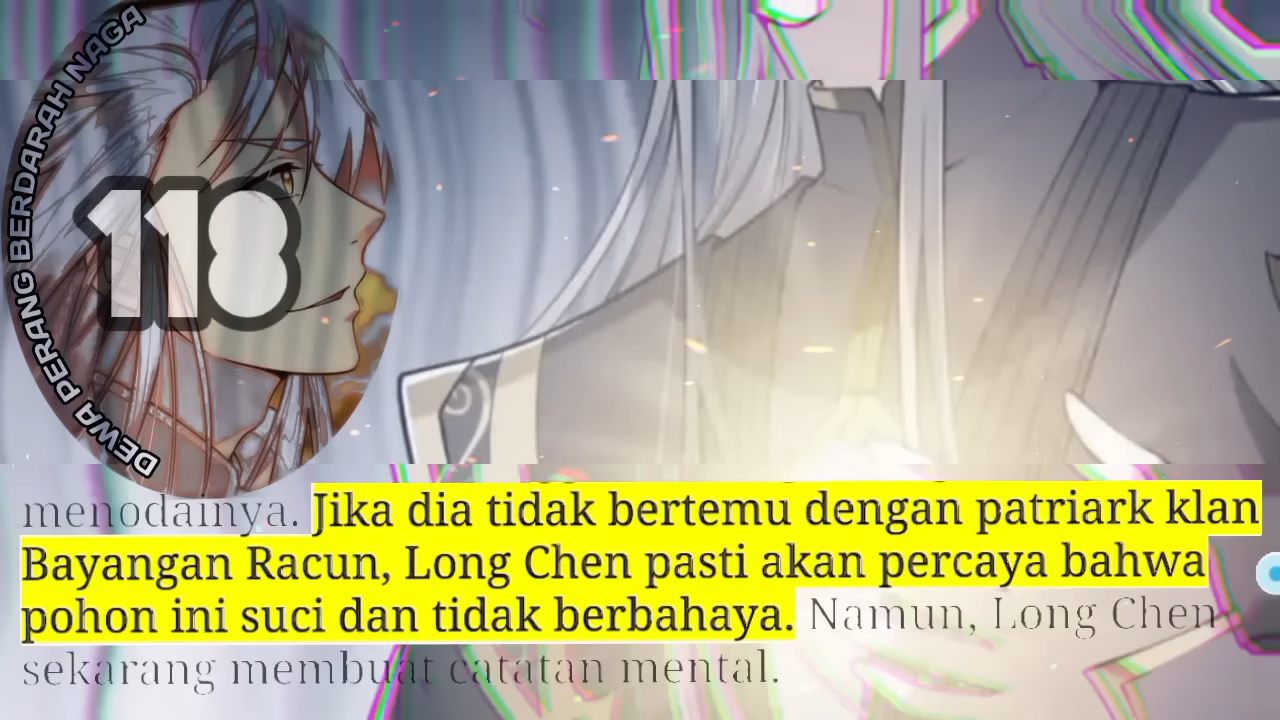 DEWA PERANG BERDARAH NAGA
118
menodainya. Jika dia tidak bertemu dengan patriark klan
Bayangan Racun, Long Chen pasti akan percaya bahwa
pohon ini suci dan tidak berbahaya. Namun, Long Chen
sekarang membuat catatan mental.